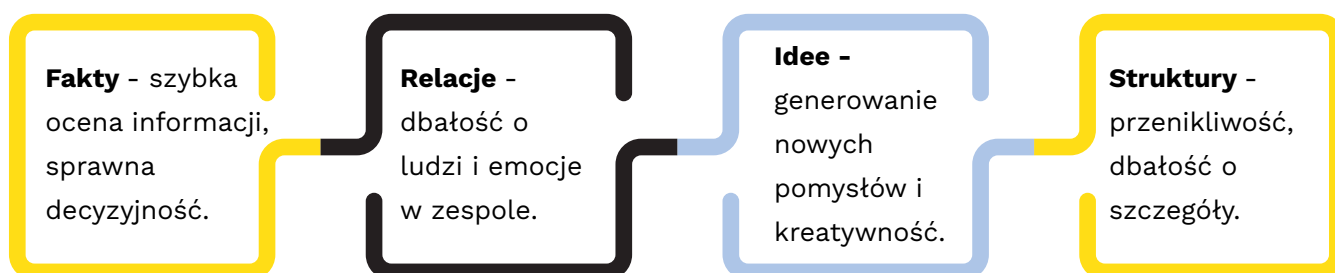 Fakty - szybka
ocena informacji,
sprawna
decyzyjność.
Relacje -
dbałość o
ludzi i emocje
w zespole.
Idee -
generowanie
nowych
pomysłów i
kreatywność.
Struktury -
przenikliwość,
dbałość o
szczegóły.